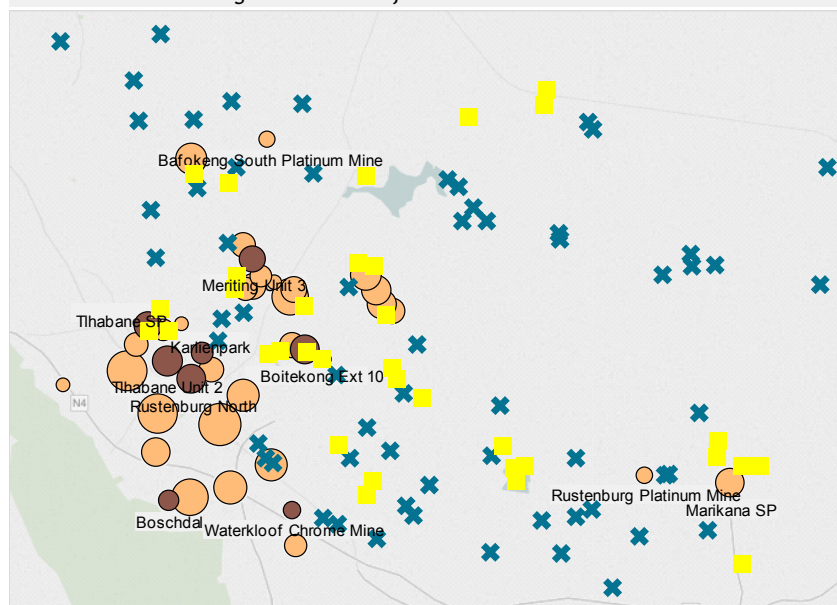 Bafokeng South Platinum Mine
Meriting Unit 3
Tlhabane SP
Karlienpark
Tlhabane Unit 2
Boitekong Ext 10
N4
Rustenburg North
Rustenburg Platinum Mine
Marikana SP
Boschdal
Waterkloof Chrome Mine